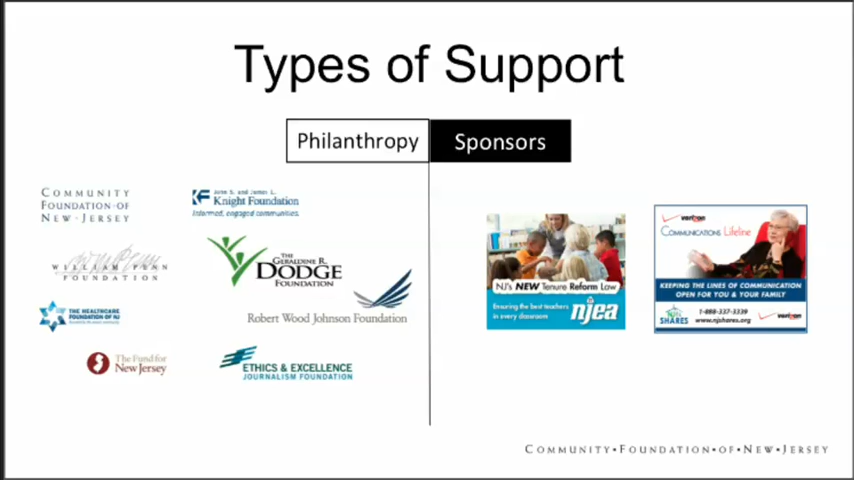 Types of Support
Philanthropy
Sponsors
COMMUNITY
FOUNDATION•OF
NEW•JERSEY
John S. and James L.
Knight Foundation
Informed, engaged communities.
WILLIAM PENN
FOUNDATION
THE
GERALDINE R.
DODGE
FOUNDATION
THE HEALTHCARE
FOUNDATION OF NJ
Robert Wood Johnson Foundation
The Fund for
New Jersey
ETHICS & EXCELLENCE
JOURNALISM FOUNDATION
NJ's NEW Tenure Reform Law
Ensuring the best teachers
in every classroom
njea
verizon
COMMUNICATIONS Lifeline
KEEPING THE LINES OF COMMUNICATION
OPEN FOR YOU & YOUR FAMILY
NJ
SHARES
1-888-337-3339
www.njshares.org
verizon
COMMUNITY•FOUNDATION•OF•NEW•JERSEY